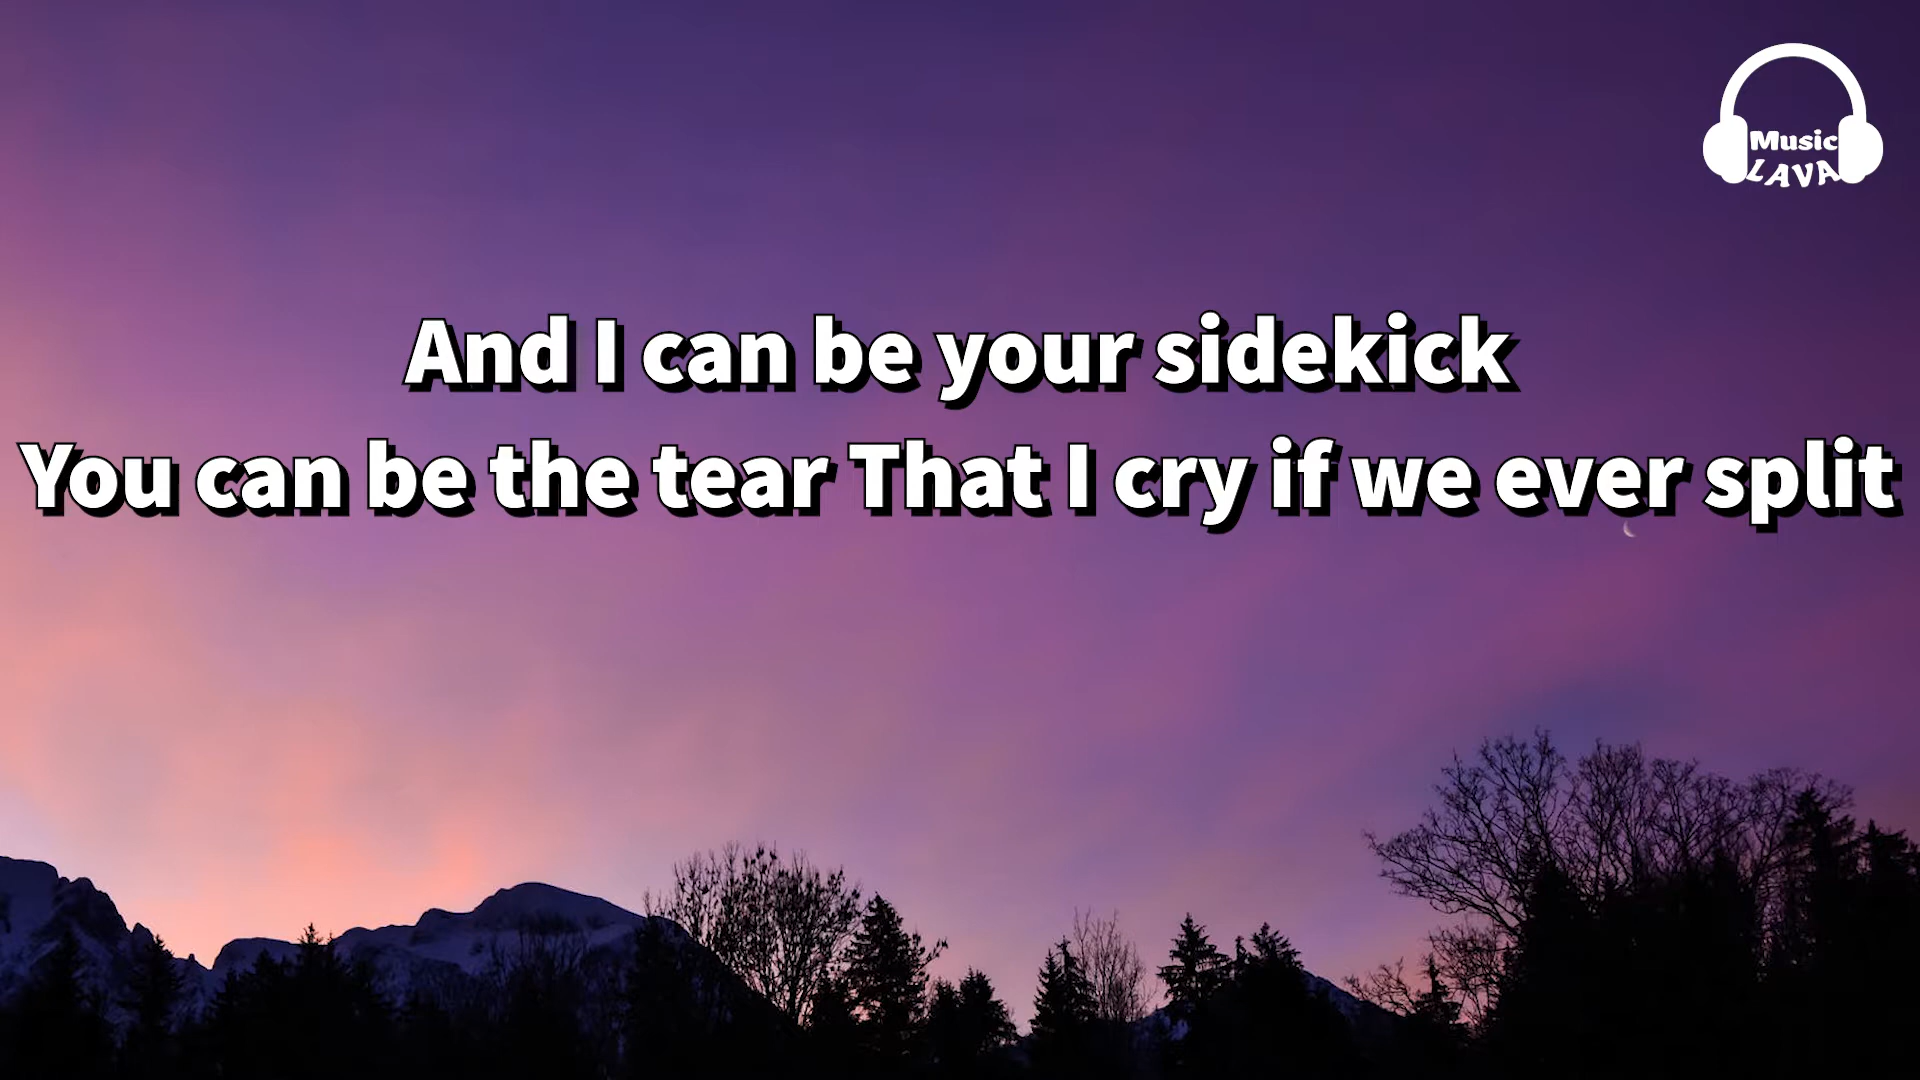 Music
LAVA
And I can be your sidekick
You can be the tear That I cry if we ever split